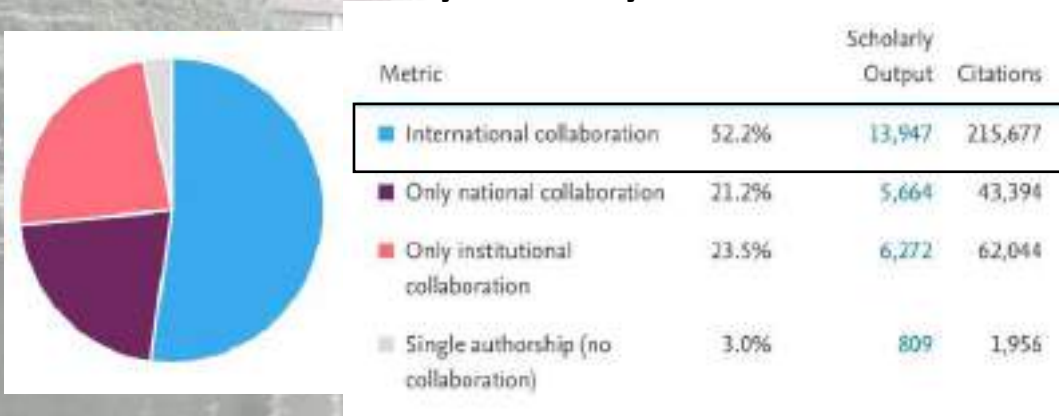 Scholarly
Metric Output Citations
International collaboration 52.2% 13,947 215,677
Only national collaboration 21.2% 5,664 43,394
Only institutional 23.5% 6,272 62,044
collaboration
Single authorship (no 3.0% 809 1,956
collaboration)